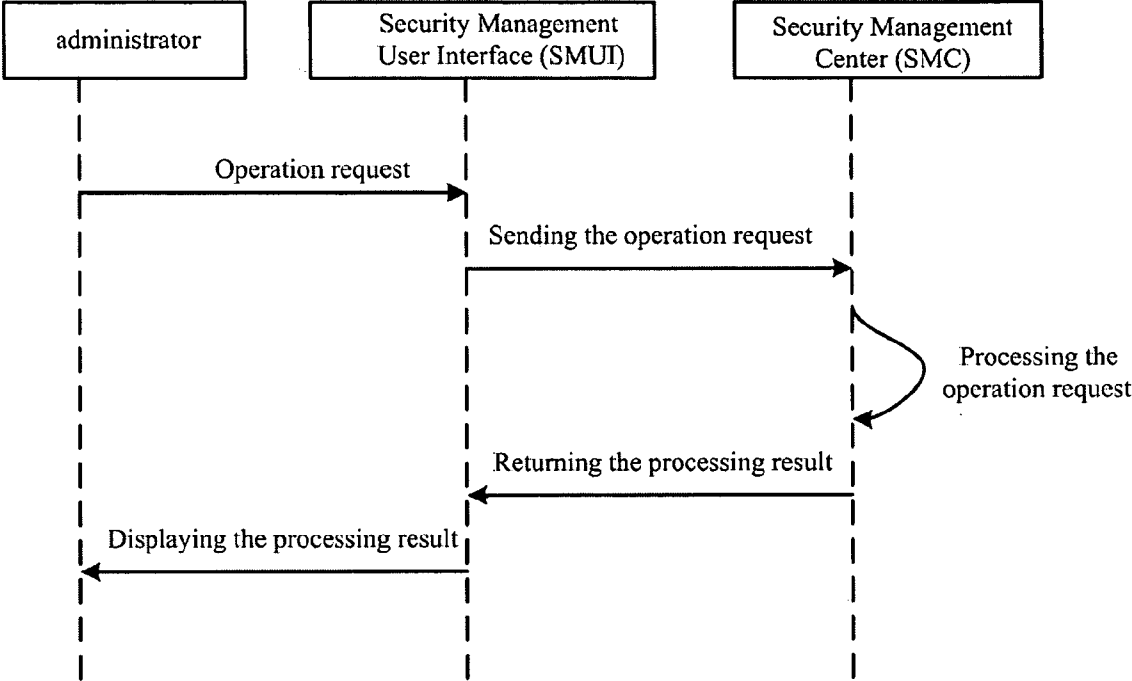 administrator
Security Management
User Interface (SMUI)
Security Management
Center (SMC)
Operation request
Sending the operation request
Processing the
operation request
Returning the processing result
Displaying the processing result